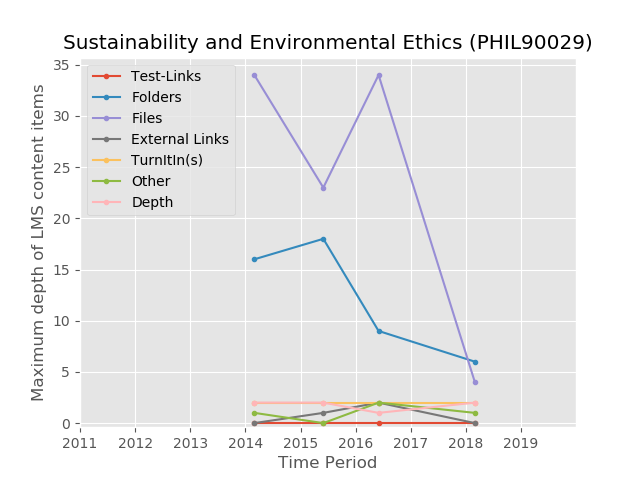 Sustainability and Environmental Ethics (PHIL90029)
Maximum depth of LMS content items
35
30
25
20
15
10
5
0
Test-Links
Folders
Files
External Links
TurnItIn(s)
Other
Depth
2011 2012 2013 2014 2015 2016 2017 2018 2019
Time Period